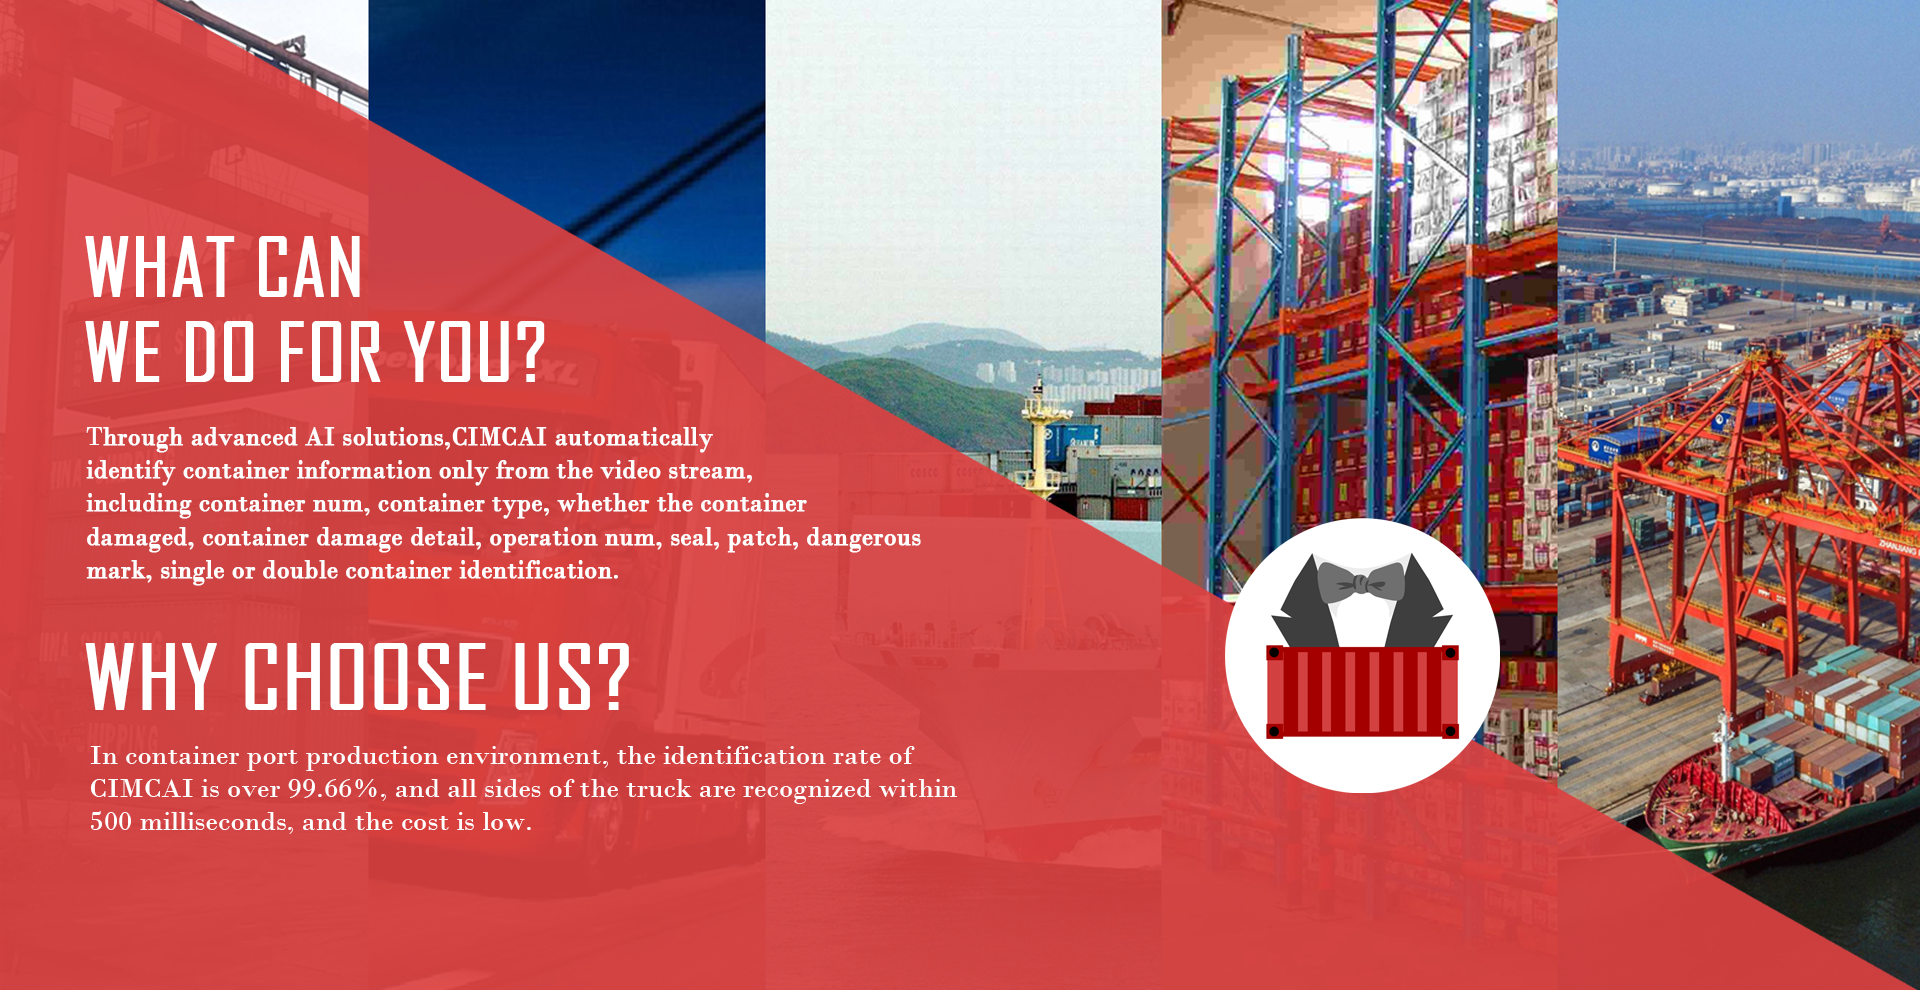 WHAT CAN
WE DO FOR YOU?
Through advanced AI solutions,CIMCAI automatically
identify container information only from the video stream,
including container num, container type, whether the container
damaged, container damage detail, operation num, seal, patch, dangerous
mark, single or double container identification.
WHY CHOOSE US?
In container port production environment, the identification rate of
CIMCAI is over 99.66%, and all sides of the truck are recognized within
500 milliseconds, and the cost is low.
ZHANJIANG